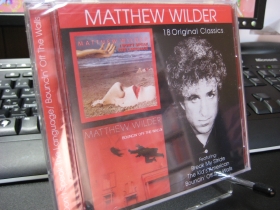 MATTHEW WILDER
18 Original Classics
MATTHEW WILDER
BOUNCIN' OFF THE WALLS
Featuring
Break My Stride
The Kid's American
Bouncin' Off The Walls
Language / Bouncin' Off The Walls